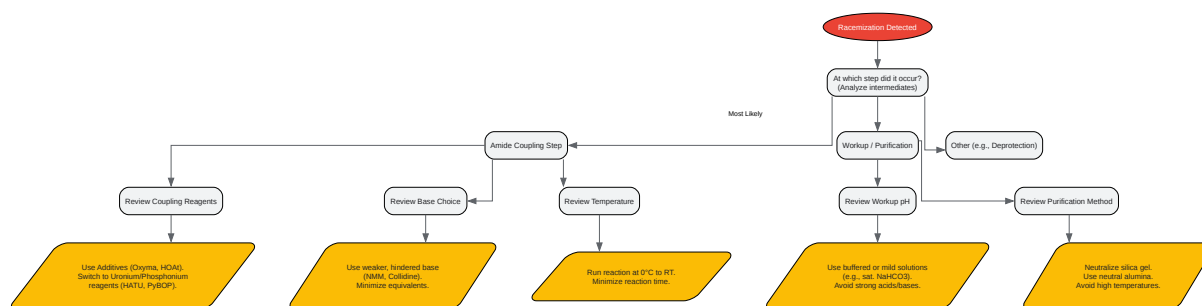 Racemization Detected
At which step did it occur?
(Analyze intermediates)
Most Likely
Amide Coupling Step
Workup / Purification
Other (e.g., Deprotection)
Review Coupling Reagents
Review Base Choice
Review Temperature
Review Workup pH
Review Purification Method
Use Additives (Oxyma, HOAt).
Switch to Uronium/Phosphonium
reagents (HATU, PyBOP).
Use weaker, hindered base
(NMM, Collidine).
Minimize equivalents.
Run reaction at 0°C to RT.
Minimize reaction time.
Use buffered or mild solutions
(e.g., sat. NaHCO3).
Avoid strong acids/bases.
Neutralize silica gel.
Use neutral alumina.
Avoid high temperatures.